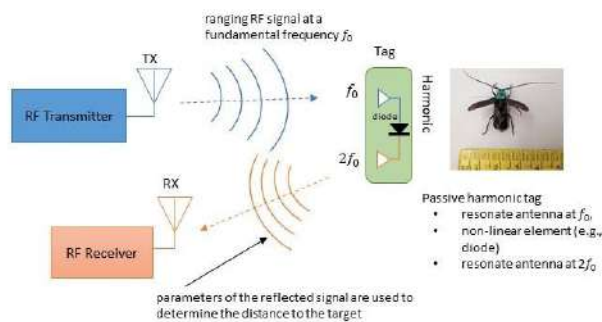 ranging RF signal at a
fundamental frequency f₀
TX
Tag
RF Transmitter
f₀
diode
Harmonic
2f₀
RX
RF Receiver
Passive harmonic tag
• resonate antenna at f₀,
• non-linear element (e.g.,
diode)
• resonate antenna at 2f₀
parameters of the reflected signal are used to
determine the distance to the target